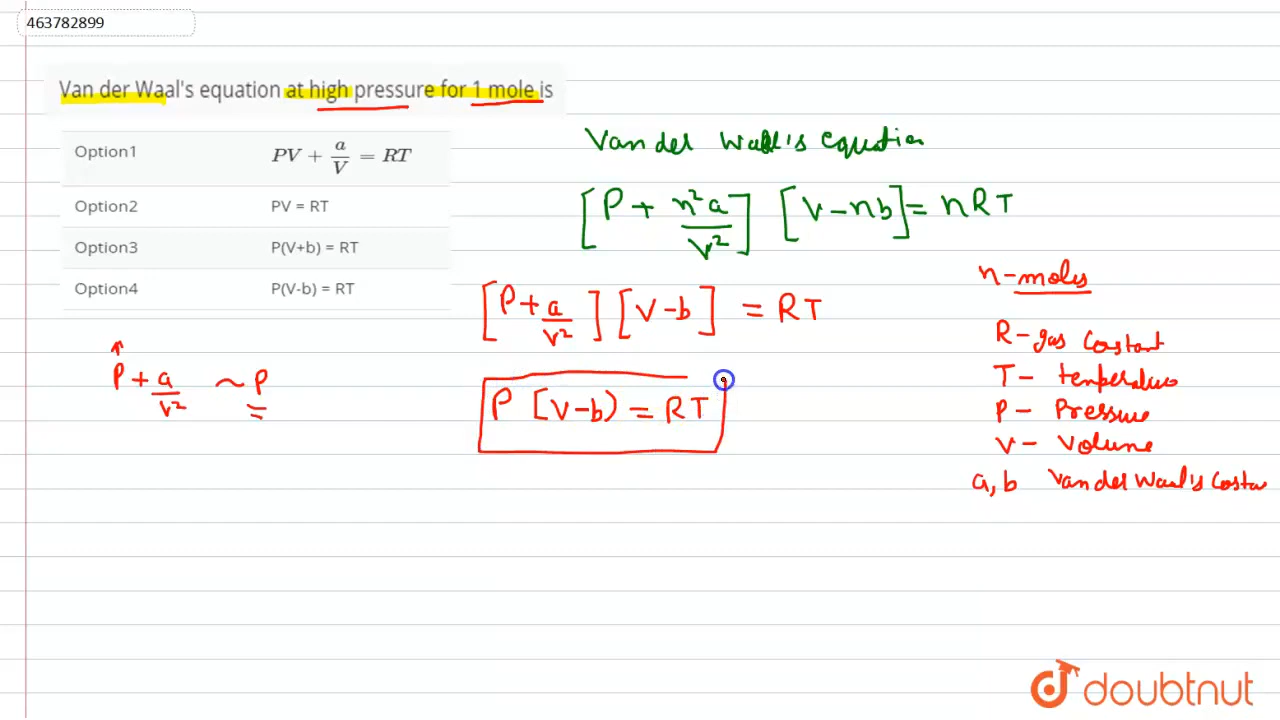 463782899
Van der Waal's equation at high pressure for 1 mole is
Option1 PV + a/V = RT
Option2 PV = RT
Option3 P(V+b) = RT
Option4 P(V-b) = RT
Van der Waal's equation
[P + n²a/V²] [V-nb] = nRT
[P + a/V²] [V-b] = RT
P + a/V² ~ P
P [V-b) = RT
n - moles
R - gas constant
T - temperature
P - Pressure
V - Volume
a, b Van der Waal's Consta
doubtnut